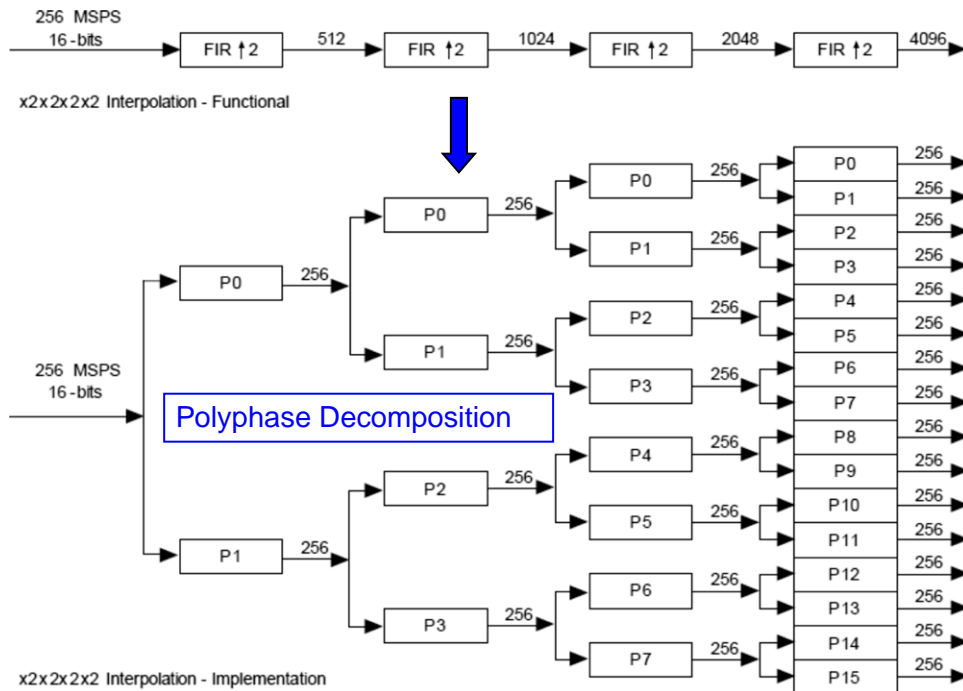 256 MSPS
16-bits
FIR ↑2
512
FIR ↑2
1024
FIR ↑2
2048
FIR ↑2
4096
x2x2x2x2 Interpolation - Functional
256 MSPS
16-bits
Polyphase Decomposition
P0
256
P1
256
P0
256
P1
256
P2
256
P3
256
P0
256
P1
256
P2
256
P3
256
P4
256
P5
256
P6
256
P7
256
P0
256
P1
256
P2
256
P3
256
P4
256
P5
256
P6
256
P7
256
P8
256
P9
256
P10
256
P11
256
P12
256
P13
256
P14
256
P15
256
x2x2x2x2 Interpolation - Implementation